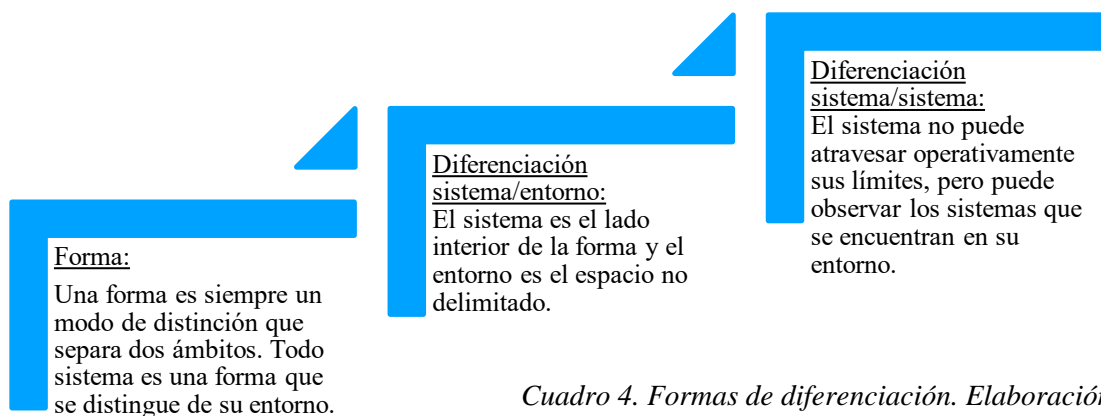 Forma:
Una forma es siempre un
modo de distinción que
separa dos ámbitos. Todo
sistema es una forma que
se distingue de su entorno.
Diferenciación
sistema/entorno:
El sistema es el lado
interior de la forma y el
entorno es el espacio no
delimitado.
Diferenciación
sistema/sistema:
El sistema no puede
atravesar operativamente
sus límites, pero puede
observar los sistemas que
se encuentran en su
entorno.
Cuadro 4. Formas de diferenciación. Elaboración